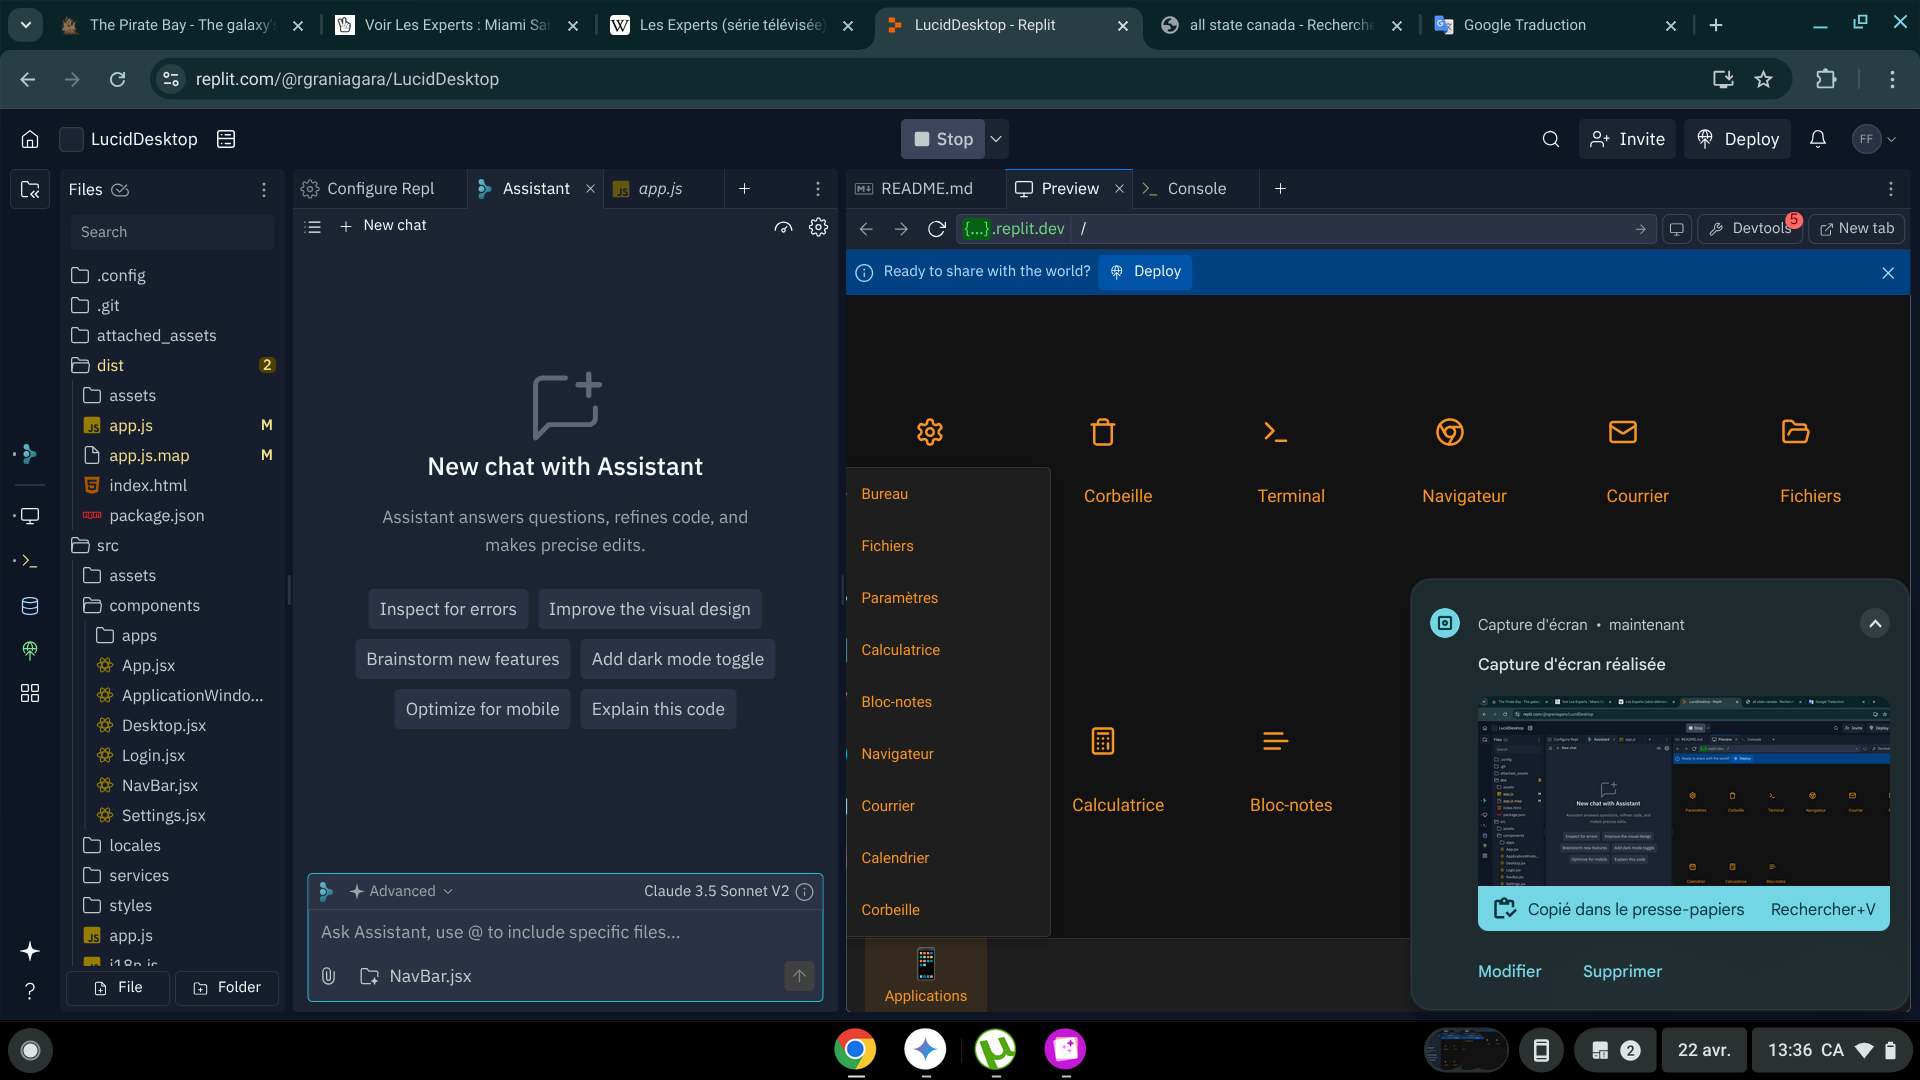 The Pirate Bay - The galaxy's
Voir Les Experts : Miami Sai
Les Experts (série télévisée)
LucidDesktop - Replit
all state canada - Recherche
Google Traduction
replit.com/@rgraniagara/LucidDesktop
LucidDesktop
Stop
Invite
Deploy
FF
Files
Configure Repl
Assistant
app.js
README.md
Preview
Console
Search
New chat
{...}.replit.dev
/
Devtools
5
New tab
Ready to share with the world?
Deploy
.config
.git
attached_assets
dist
2
assets
app.js
M
app.js.map
M
index.html
package.json
src
assets
components
apps
App.jsx
ApplicationWindo...
Desktop.jsx
Login.jsx
NavBar.jsx
Settings.jsx
locales
services
styles
app.js
i18n.js
File
Folder
New chat with Assistant
Assistant answers questions, refines code, and
makes precise edits.
Inspect for errors
Improve the visual design
Brainstorm new features
Add dark mode toggle
Optimize for mobile
Explain this code
Advanced
Claude 3.5 Sonnet V2
Ask Assistant, use @ to include specific files...
NavBar.jsx
Corbeille
Terminal
Navigateur
Courrier
Fichiers
Bureau
Fichiers
Paramètres
Calculatrice
Bloc-notes
Navigateur
Courrier
Calendrier
Corbeille
Calculatrice
Bloc-notes
Applications
Capture d'écran • maintenant
Capture d'écran réalisée
New chat with Assistant
Copié dans le presse-papiers
Rechercher+V
Modifier
Supprimer
2
22 avr.
13:36 CA